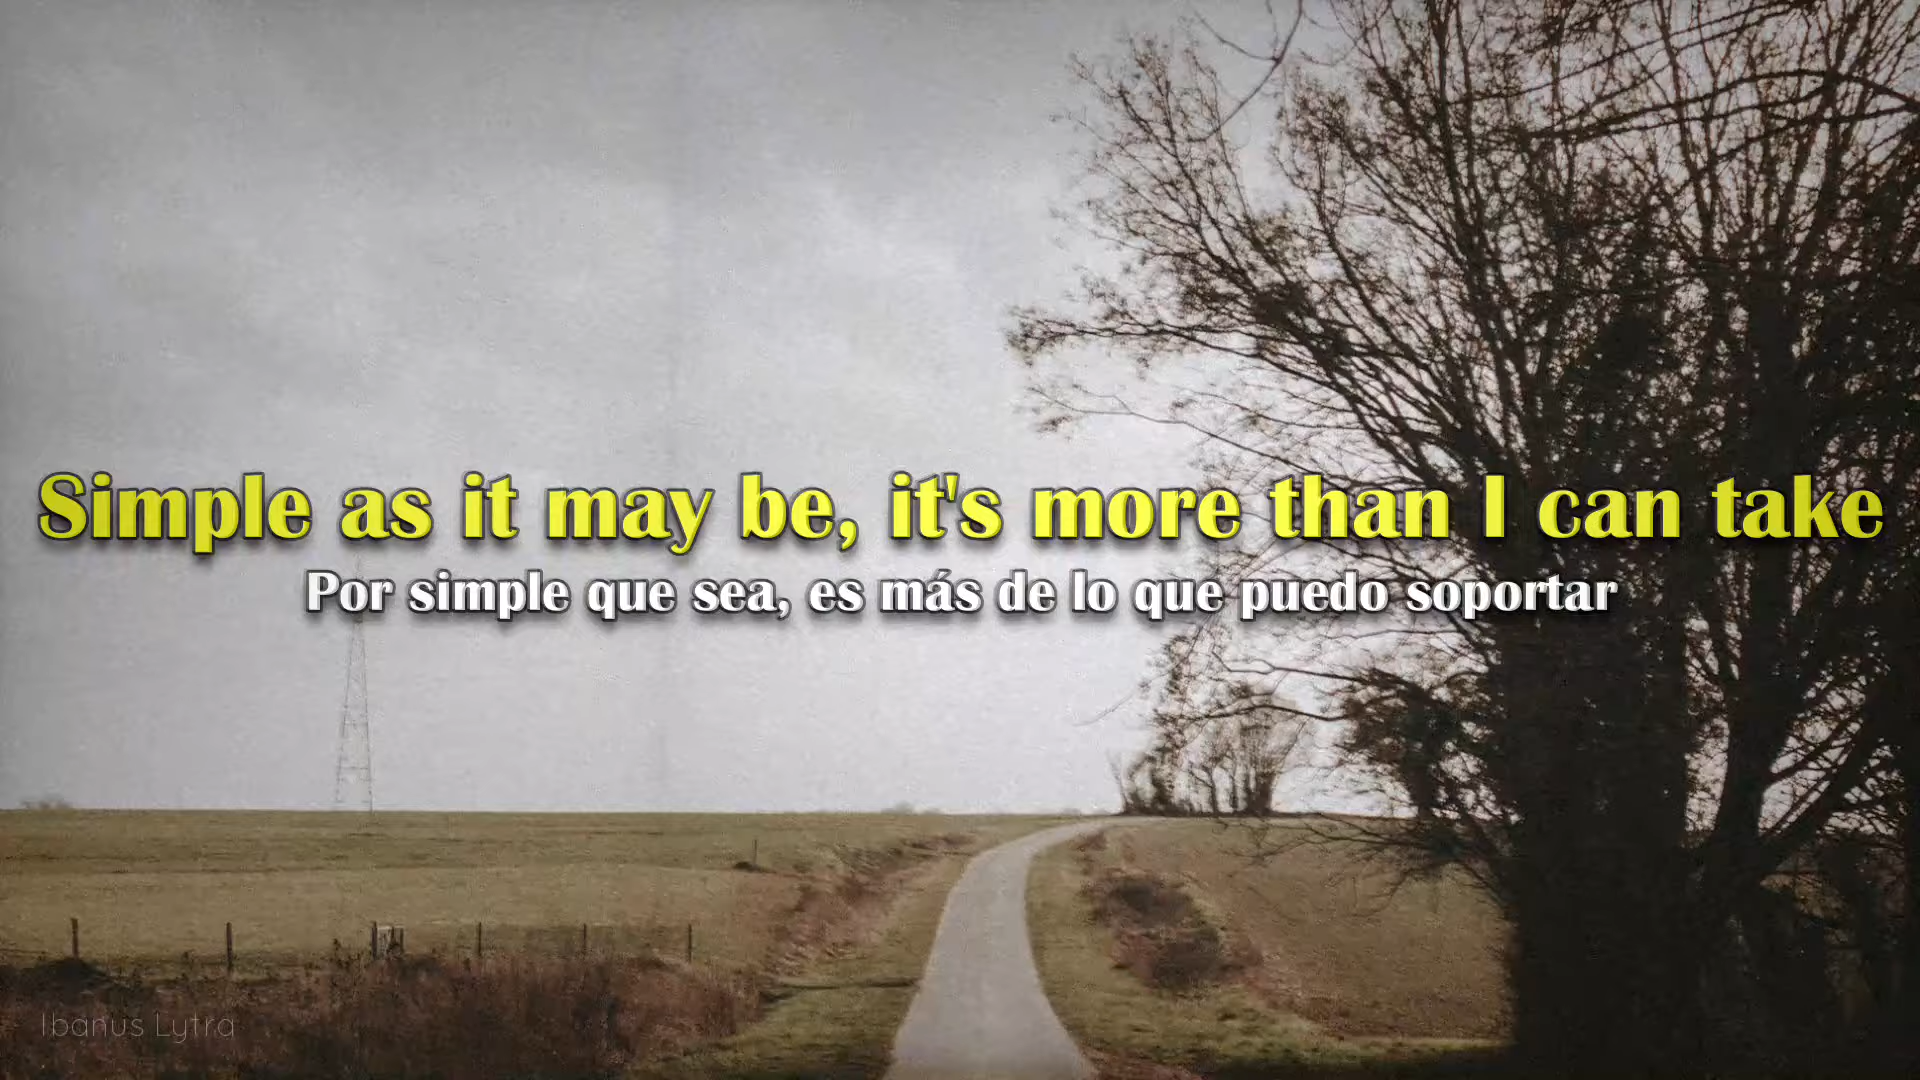 Simple as it may be, it's more than I can take
Por simple que sea, es más de lo que puedo soportar
Ibanus Lytra